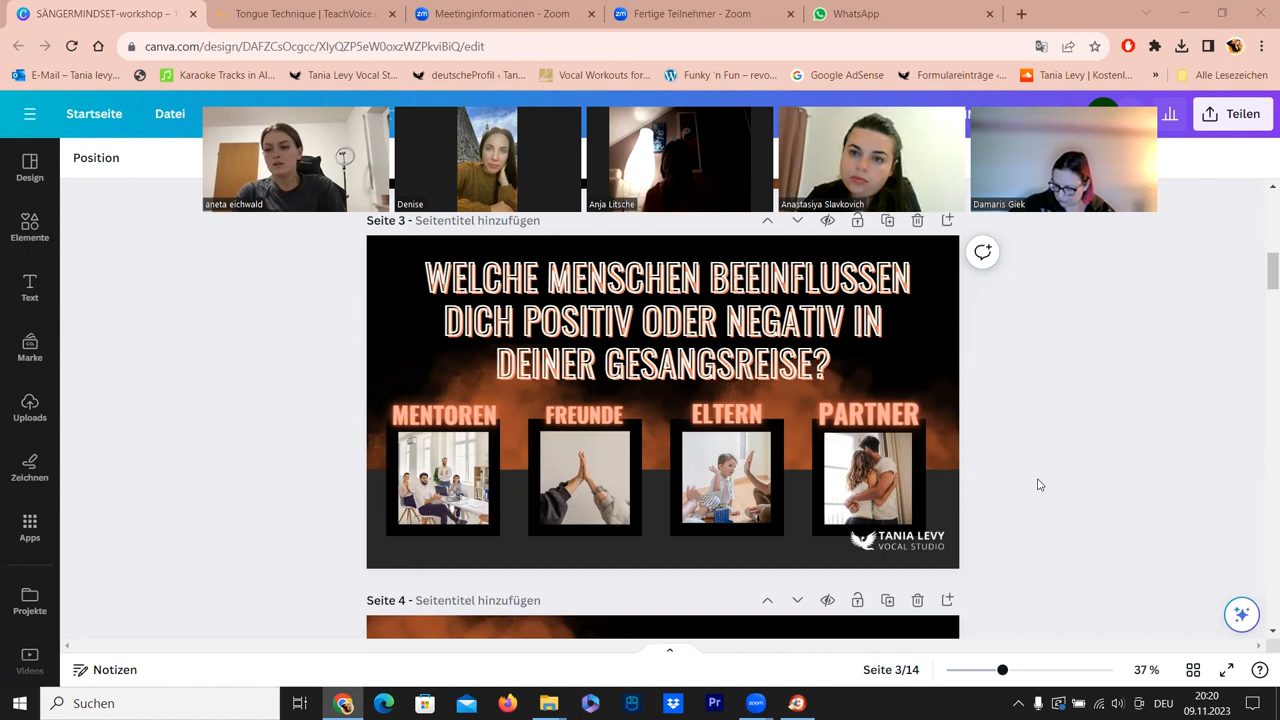 SÄNGERMINDSET-workshop –
Tongue Technique | TeachVoice.c
Meetinginformationen - Zoom
Fertige Teilnehmer - Zoom
WhatsApp
canva.com/design/DAFZCsOcgcc/XlyQZP5eW0oxzWZPkviBiQ/edit
E-Mail – Tania levy...
Karaoke Tracks in Al...
Tania Levy Vocal St...
deutscheProfil ‹ Tan...
Vocal Workouts for...
Funky 'n Fun – revo...
Google AdSense
Formulareinträge ‹...
Tania Levy | Kostenl...
»
Alle Lesezeichen
Startseite
Datei
Teilen
Position
aneta eichwald
Denise
Anja Litsche
Anastasiya Slavkovich
Damaris Giek
Design
Elemente
Text
Marke
Uploads
Zeichnen
Apps
Projekte
Videos
Seite 3 - Seitentitel hinzufügen
WELCHE MENSCHEN BEEINFLUSSEN
DICH POSITIV ODER NEGATIV IN
DEINER GESANGSREISE?
MENTOREN
FREUNDE
ELTERN
PARTNER
TANIA LEVY
VOCAL STUDIO
Seite 4 - Seitentitel hinzufügen
Notizen
Seite 3/14
37 %
Suchen
DEU
20:20
09.11.2023